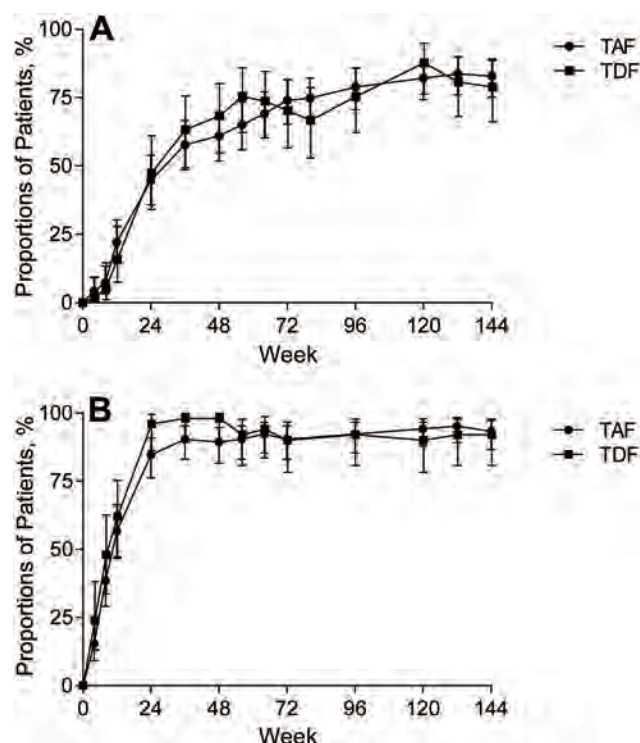 A
100
75
50
25
0
Proportions of Patients, %
0 24 48 72 96 120 144
Week
TAF
TDF
B
100
75
50
25
0
Proportions of Patients, %
0 24 48 72 96 120 144
Week
TAF
TDF